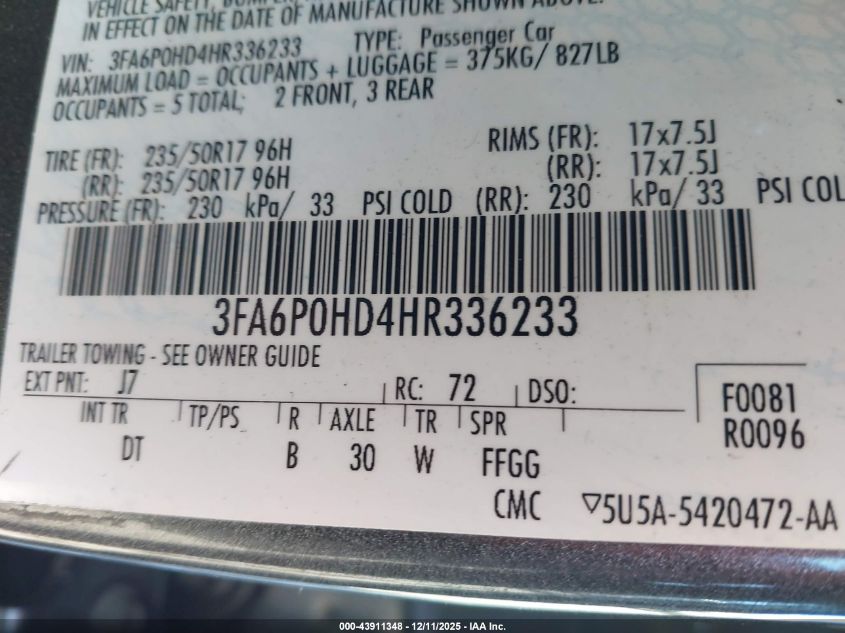 VEHICLE SAFETY, BUMPER,
IN EFFECT ON THE DATE OF MANUFACTURE SHOWN ABOVE.
VIN: 3FA6P0HD4HR336233 TYPE: Passenger Car
MAXIMUM LOAD = OCCUPANTS + LUGGAGE = 375KG/ 827LB
OCCUPANTS = 5 TOTAL; 2 FRONT, 3 REAR
TIRE (FR): 235/50R17 96H RIMS (FR): 17x7.5J
(RR): 235/50R17 96H (RR): 17x7.5J
PRESSURE (FR): 230 kPa/ 33 PSI COLD (RR): 230 kPa/ 33 PSI COL
3FA6P0HD4HR336233
TRAILER TOWING - SEE OWNER GUIDE
EXT PNT: J7 RC: 72 DSO:
F0081
INT TR TP/PS R AXLE TR SPR
R0096
DT B 30 W FFGG
CMC ▽5U5A-5420472-AA
000-43911348 - 12/11/2025 - IAA Inc.